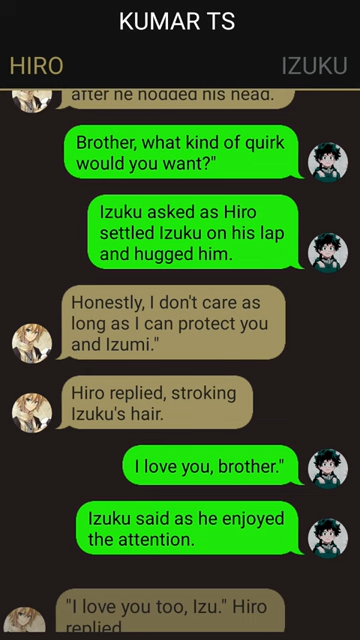 KUMAR TS
HIRO
IZUKU
after he nodded his head.
Brother, what kind of quirk
would you want?"
Izuku asked as Hiro
settled Izuku on his lap
and hugged him.
Honestly, I don't care as
long as I can protect you
and Izumi."
Hiro replied, stroking
Izuku's hair.
I love you, brother."
Izuku said as he enjoyed
the attention.
"I love you too, Izu." Hiro
replied